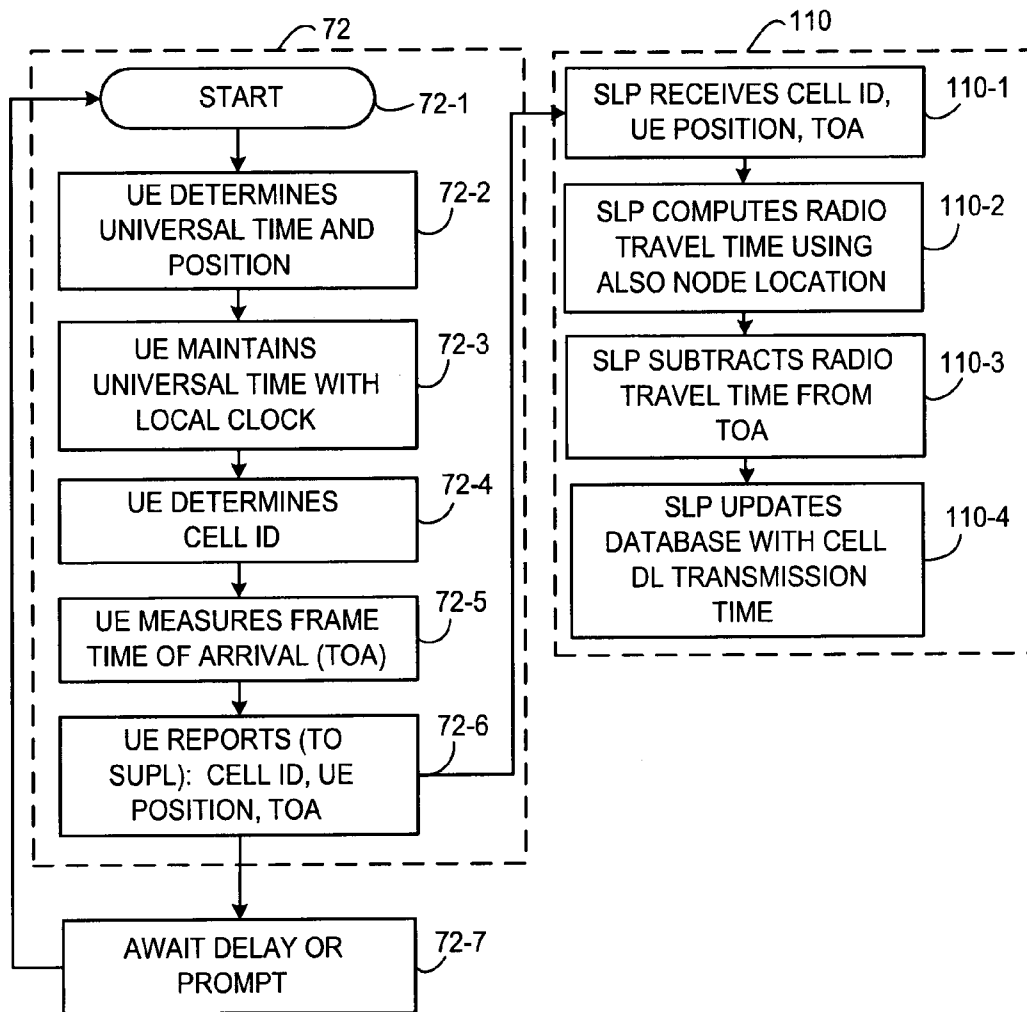 72
START
72-1
UE DETERMINES
UNIVERSAL TIME AND
POSITION
72-2
UE MAINTAINS
UNIVERSAL TIME WITH
LOCAL CLOCK
72-3
UE DETERMINES
CELL ID
72-4
UE MEASURES FRAME
TIME OF ARRIVAL (TOA)
72-5
UE REPORTS (TO
SUPL): CELL ID, UE
POSITION, TOA
72-6
AWAIT DELAY OR
PROMPT
72-7
110
SLP RECEIVES CELL ID,
UE POSITION, TOA
110-1
SLP COMPUTES RADIO
TRAVEL TIME USING
ALSO NODE LOCATION
110-2
SLP SUBTRACTS RADIO
TRAVEL TIME FROM
TOA
110-3
SLP UPDATES
DATABASE WITH CELL
DL TRANSMISSION
TIME
110-4